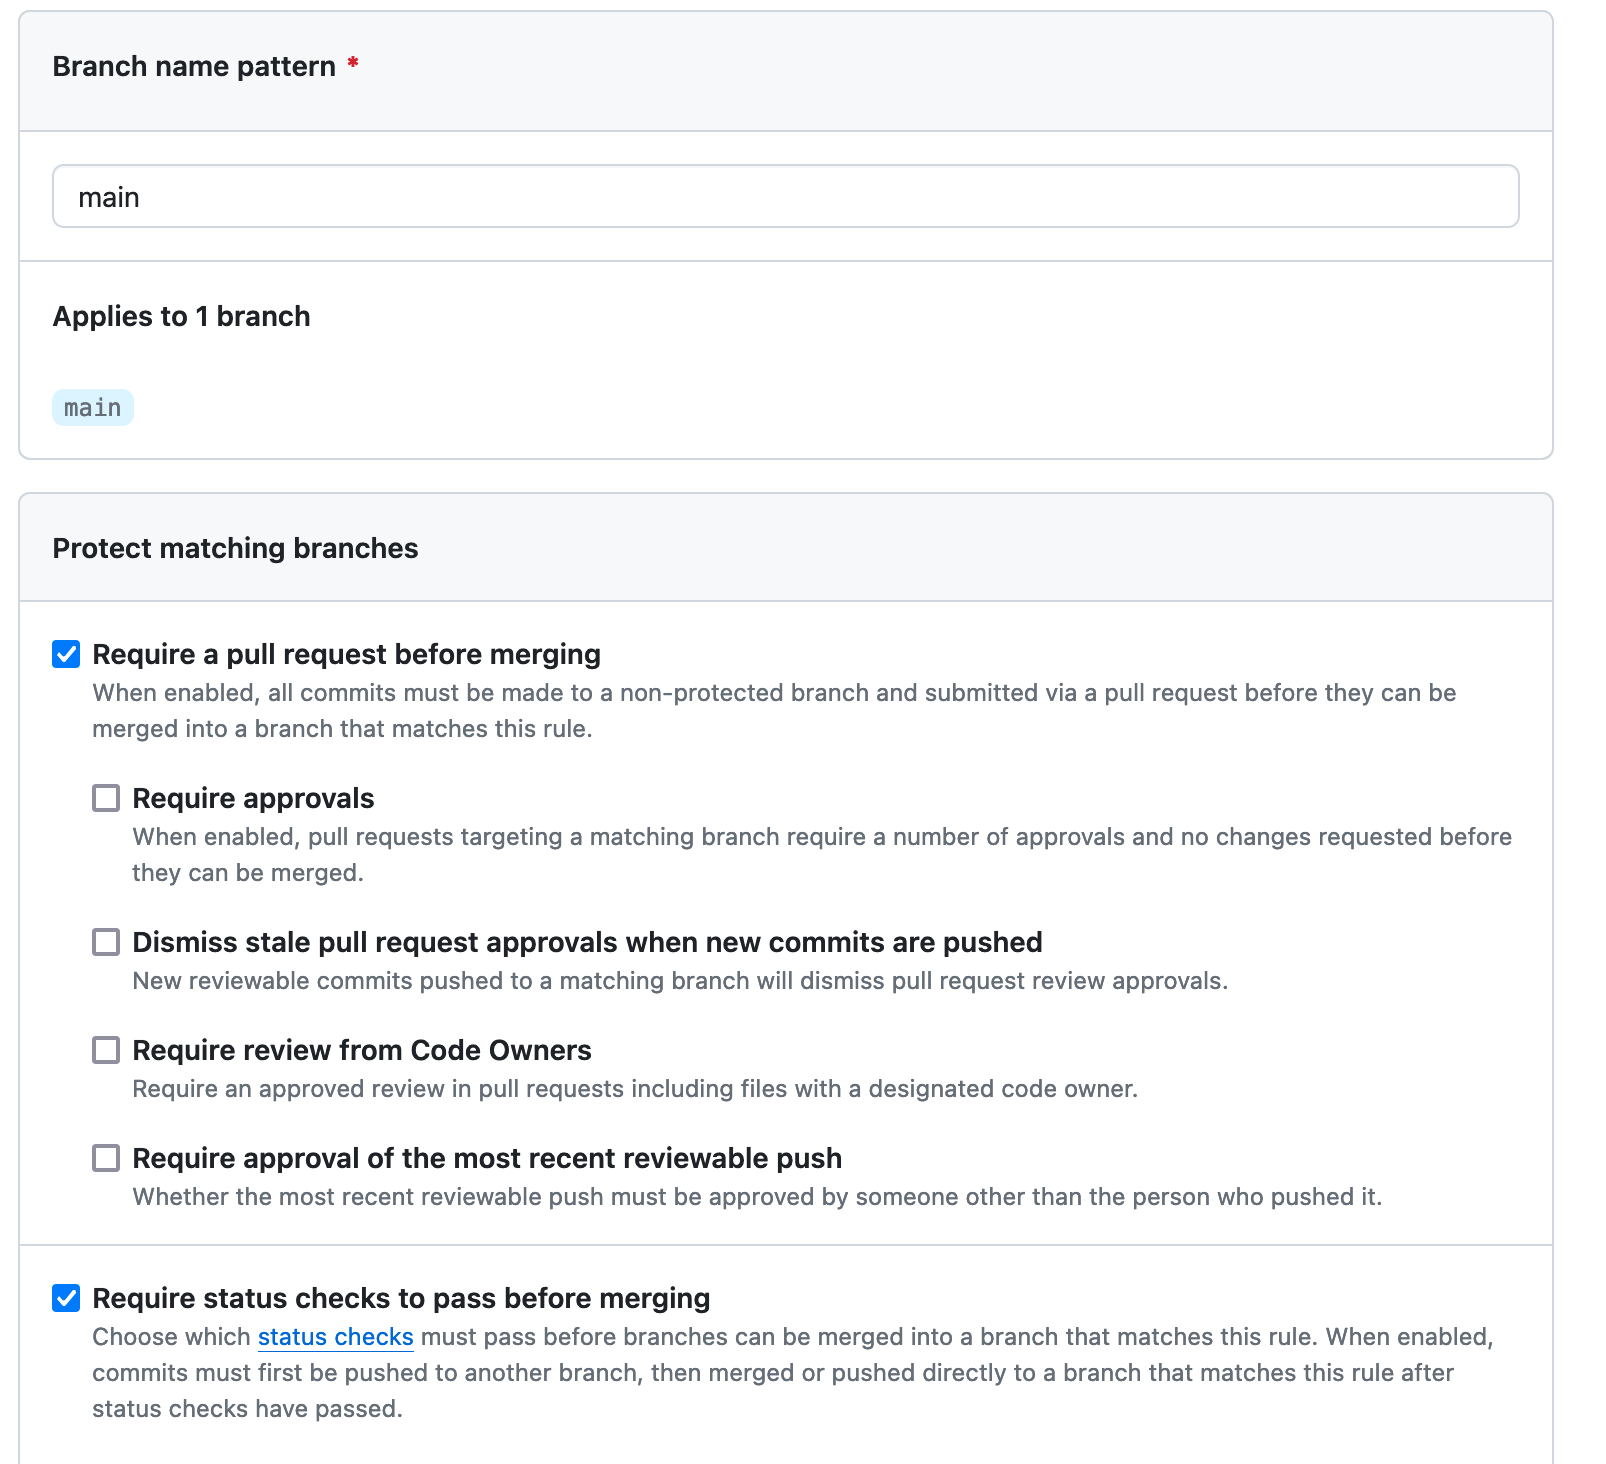 Branch name pattern *
main
Applies to 1 branch
main
Protect matching branches
Require a pull request before merging
When enabled, all commits must be made to a non-protected branch and submitted via a pull request before they can be
merged into a branch that matches this rule.
Require approvals
When enabled, pull requests targeting a matching branch require a number of approvals and no changes requested before
they can be merged.
Dismiss stale pull request approvals when new commits are pushed
New reviewable commits pushed to a matching branch will dismiss pull request review approvals.
Require review from Code Owners
Require an approved review in pull requests including files with a designated code owner.
Require approval of the most recent reviewable push
Whether the most recent reviewable push must be approved by someone other than the person who pushed it.
Require status checks to pass before merging
Choose which status checks must pass before branches can be merged into a branch that matches this rule. When enabled,
commits must first be pushed to another branch, then merged or pushed directly to a branch that matches this rule after
status checks have passed.